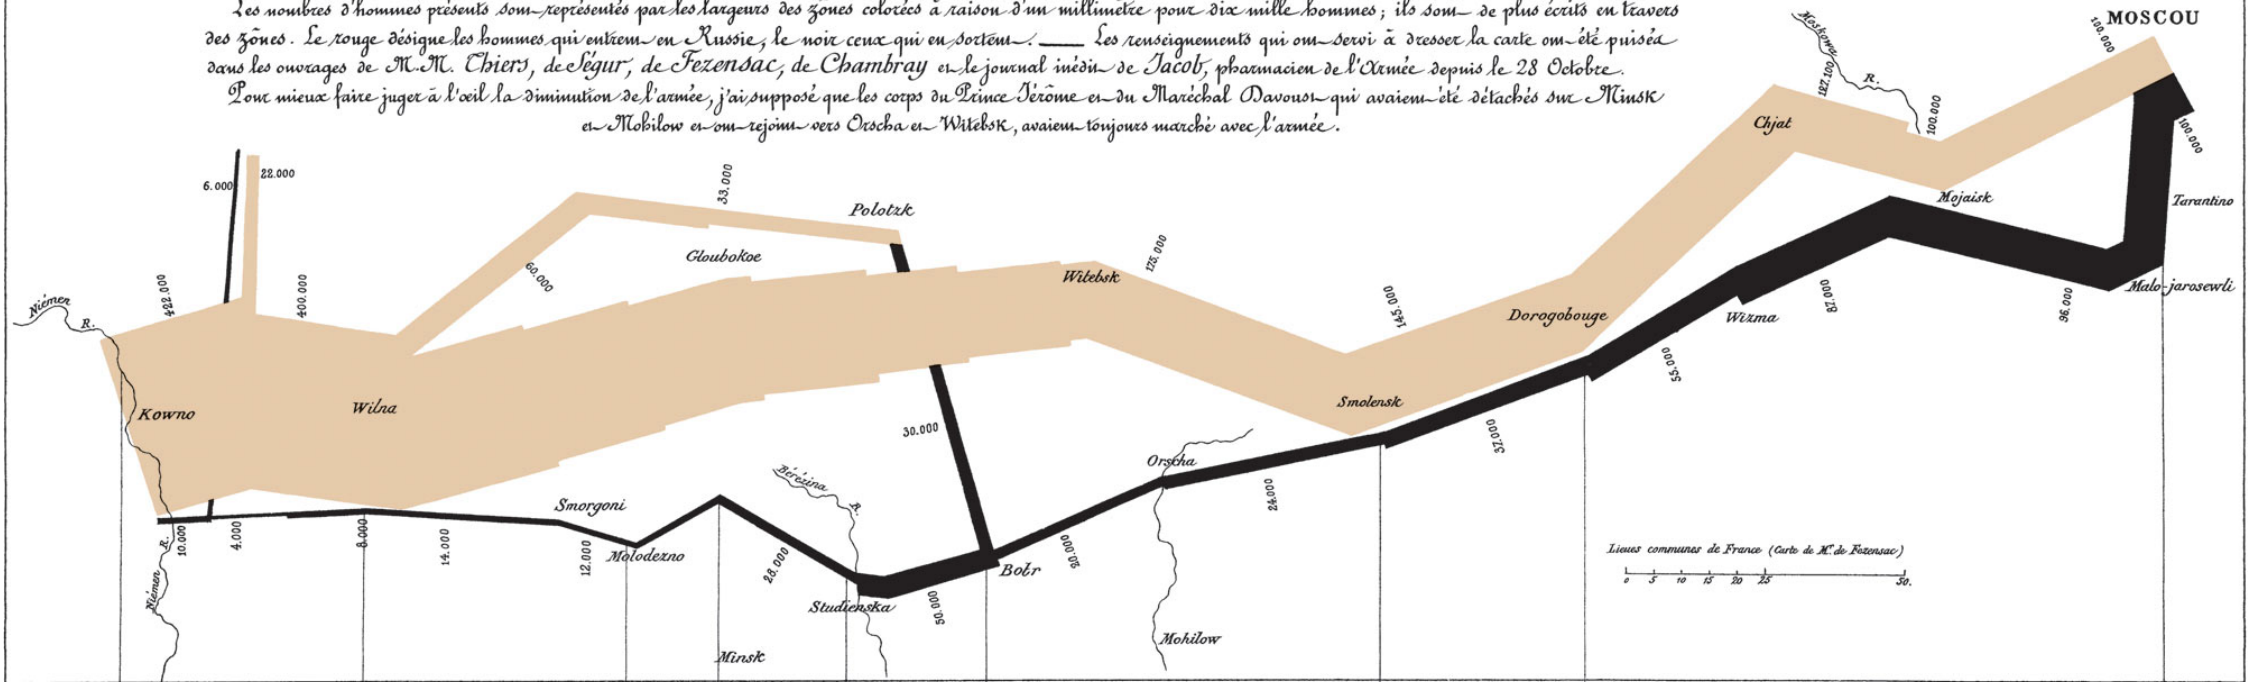 Les nombres d'hommes présents sont représentés par les largeurs des zônes colorées à raison d'un millimètre pour dix mille hommes; ils sont de plus écrits en travers
des zônes. Le rouge désigne les hommes qui entrent en Russie, le noir ceux qui en sortent. — Les renseignements qui ont servi à dresser la carte ont été puisés
dans les ouvrages de M.M. Thiers, de Ségur, de Fezensac, de Chambray et le journal inédit de Jacob, pharmacien de l'Armée depuis le 28 Octobre.
Pour mieux faire juger à l'œil la diminution de l'armée, j'ai supposé que les corps du Prince Jérôme et du Maréchal Davoust qui avaient été détachés sur Minsk
et Mohilow et ont rejoint vers Orscha et Witebsk, avaient toujours marché avec l'armée.
MOSCOU
100.000
Moskowa
R.
127.100
100.000
Chjat
100.000
Mojaisk
Tarantino
6.000
22.000
33.000
Polotzk
Gloubokoe
60.000
175.000
Witebsk
422.000
400.000
Niémen
R.
145.000
Dorogobouge
Wizma
82.000
96.000
Malo-jarosewli
55.000
Kowno
Wilna
Smolensk
30.000
37.000
Orscha
Bérézina
R.
24.000
Smorgoni
10.000
R.
Niémen
4.000
8.000
14.000
12.000
Molodezno
28.000
Studienska
50.000
Bobr
20.000
Minsk
Mohilow
Lieues communes de France (Carte de Mr. de Fezensac)
0 5 10 15 20 25 50.